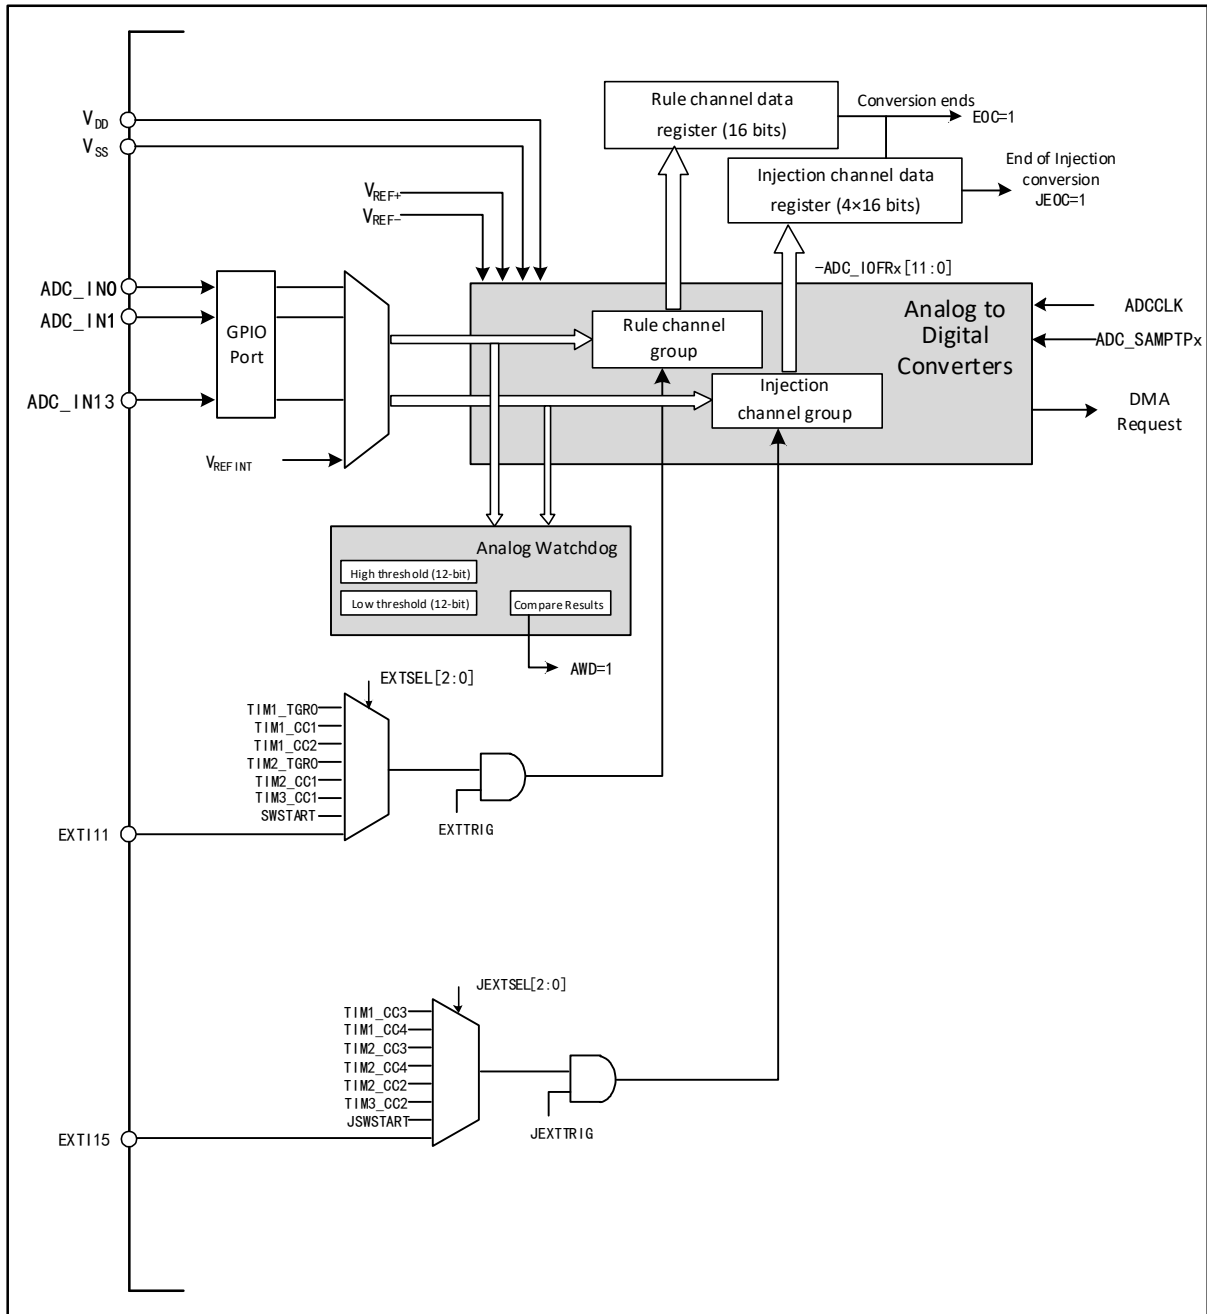 Rule channel data
register (16 bits)
Conversion ends
EOC=1
VDD
VSS
Injection channel data
register (4×16 bits)
End of Injection
conversion
JEOC=1
VREF+
VREF-
-ADC_IOFRx[11:0]
ADC_IN0
ADC_IN1
ADC_IN13
GPIO
Port
Rule channel
group
Injection
channel group
Analog to
Digital
Converters
ADCCLK
ADC_SAMPTPx
DMA
Request
VREFINT
Analog Watchdog
High threshold (12-bit)
Low threshold (12-bit)
Compare Results
AWD=1
EXTSEL[2:0]
TIM1_TGRO
TIM1_CC1
TIM1_CC2
TIM2_TGRO
TIM2_CC1
TIM3_CC1
SWSTART
EXTI11
EXTTRIG
JEXTSEL[2:0]
TIM1_CC3
TIM1_CC4
TIM2_CC3
TIM2_CC4
TIM2_CC2
TIM3_CC2
JSWSTART
EXTI15
JEXTTRIG